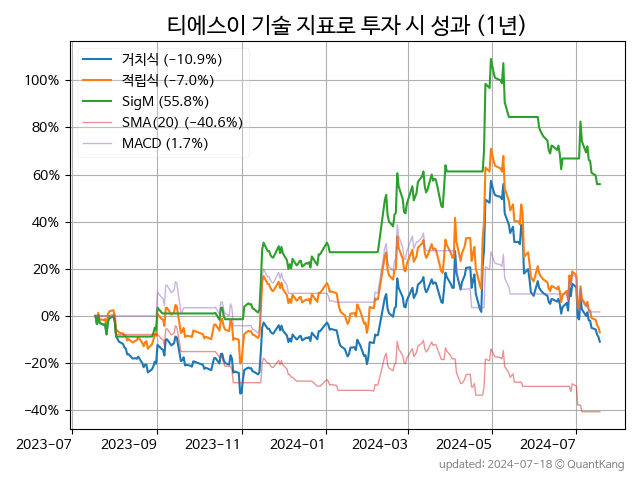 티에스이 기술 지표로 투자 시 성과 (1년)
거치식 (−10.9%)
적립식 (−7.0%)
SigM (55.8%)
SMA(20) (−40.6%)
MACD (1.7%)
100%
80%
60%
40%
20%
0%
−20%
−40%
2023-07 2023-09 2023-11 2024-01 2024-03 2024-05 2024-07
updated: 2024-07-18 © QuantKang